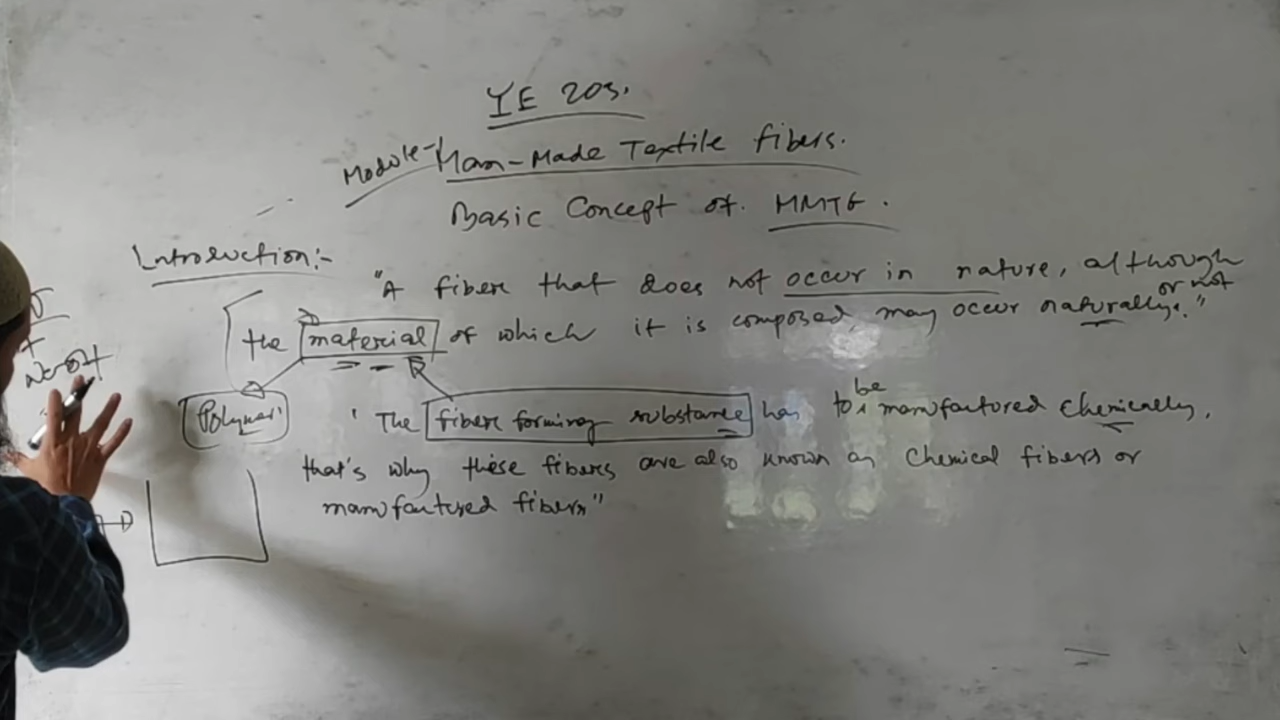 YE 203.
Module- Man-Made Textile fibers.
Basic Concept of. MMTF.
Introduction:-
"A fibere that does not occur in nature, although
the material of which it is composed may occur naturally or not."
Polymer
"The fibere forming substance has to be manufactured chemically,
that's why these fibers are also known as Chemical fibers or
manufactured fibers"